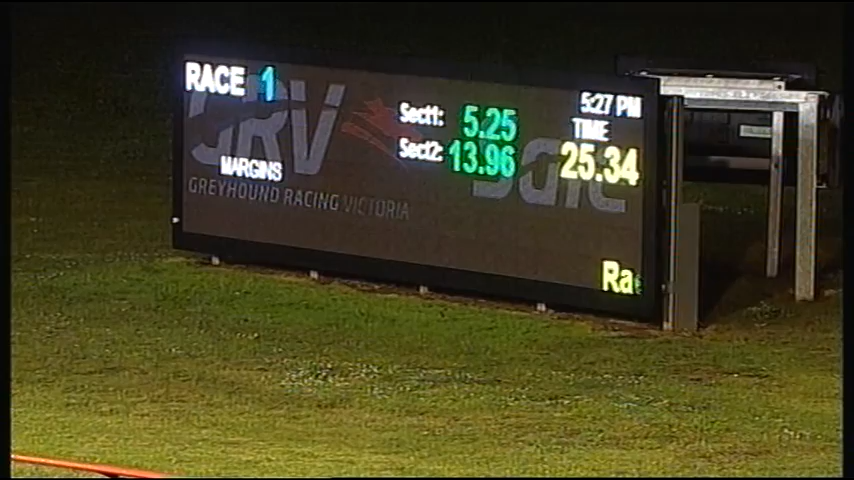 RACE 1
GRV
MARGINS
GREYHOUND RACING VICTORIA
Sect1: 5.25
Sect2: 13.96
5:27 PM
TIME
25.34
Ra